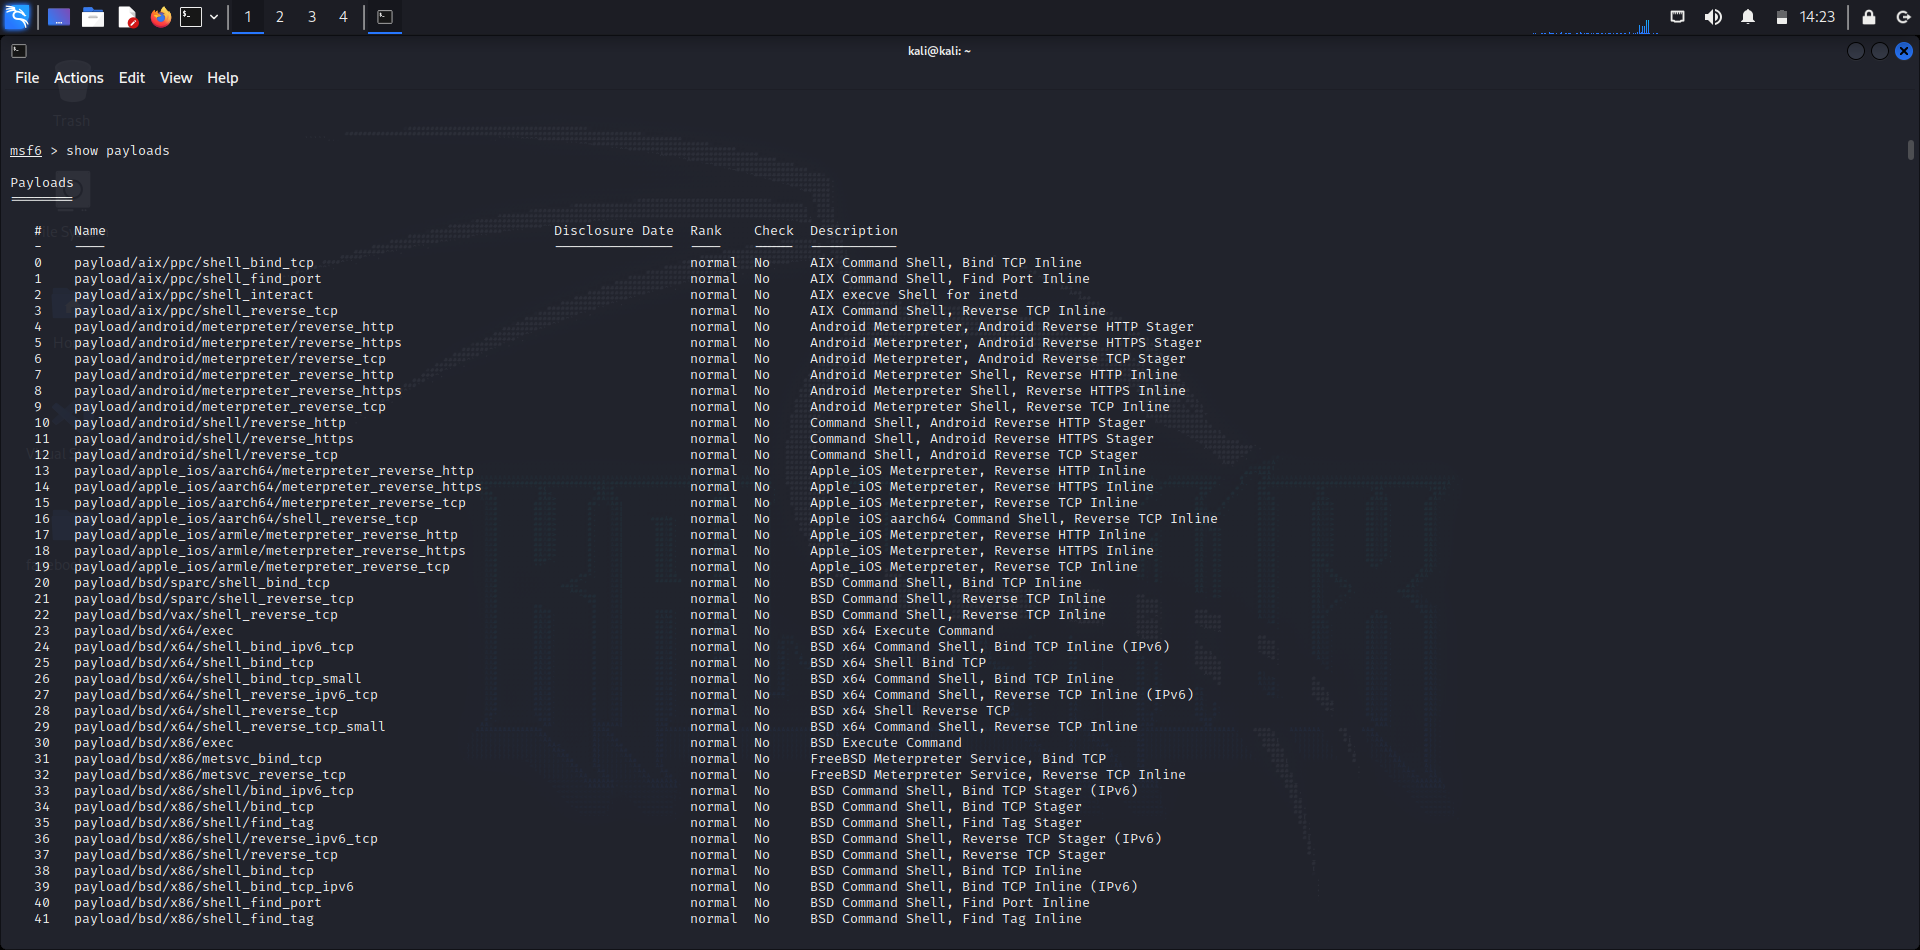 1 2 3 4 14:23
kali@kali: ~
File Actions Edit View Help
Trash
msf6 > show payloads
Payloads
# Name Disclosure Date Rank Check Description
0 payload/aix/ppc/shell_bind_tcp normal No AIX Command Shell, Bind TCP Inline
1 payload/aix/ppc/shell_find_port normal No AIX Command Shell, Find Port Inline
2 payload/aix/ppc/shell_interact normal No AIX execve Shell for inetd
3 payload/aix/ppc/shell_reverse_tcp normal No AIX Command Shell, Reverse TCP Inline
4 payload/android/meterpreter/reverse_http normal No Android Meterpreter, Android Reverse HTTP Stager
5 payload/android/meterpreter/reverse_https normal No Android Meterpreter, Android Reverse HTTPS Stager
6 payload/android/meterpreter/reverse_tcp normal No Android Meterpreter, Android Reverse TCP Stager
7 payload/android/meterpreter_reverse_http normal No Android Meterpreter Shell, Reverse HTTP Inline
8 payload/android/meterpreter_reverse_https normal No Android Meterpreter Shell, Reverse HTTPS Inline
9 payload/android/meterpreter_reverse_tcp normal No Android Meterpreter Shell, Reverse TCP Inline
10 payload/android/shell/reverse_http normal No Command Shell, Android Reverse HTTP Stager
11 payload/android/shell/reverse_https normal No Command Shell, Android Reverse HTTPS Stager
12 payload/android/shell/reverse_tcp normal No Command Shell, Android Reverse TCP Stager
13 payload/apple_ios/aarch64/meterpreter_reverse_http normal No Apple_iOS Meterpreter, Reverse HTTP Inline
14 payload/apple_ios/aarch64/meterpreter_reverse_https normal No Apple_iOS Meterpreter, Reverse HTTPS Inline
15 payload/apple_ios/aarch64/meterpreter_reverse_tcp normal No Apple_iOS Meterpreter, Reverse TCP Inline
16 payload/apple_ios/aarch64/shell_reverse_tcp normal No Apple iOS aarch64 Command Shell, Reverse TCP Inline
17 payload/apple_ios/armle/meterpreter_reverse_http normal No Apple_iOS Meterpreter, Reverse HTTP Inline
18 payload/apple_ios/armle/meterpreter_reverse_https normal No Apple_iOS Meterpreter, Reverse HTTPS Inline
19 payload/apple_ios/armle/meterpreter_reverse_tcp normal No Apple_iOS Meterpreter, Reverse TCP Inline
20 payload/bsd/sparc/shell_bind_tcp normal No BSD Command Shell, Bind TCP Inline
21 payload/bsd/sparc/shell_reverse_tcp normal No BSD Command Shell, Reverse TCP Inline
22 payload/bsd/vax/shell_reverse_tcp normal No BSD Command Shell, Reverse TCP Inline
23 payload/bsd/x64/exec normal No BSD x64 Execute Command
24 payload/bsd/x64/shell_bind_ipv6_tcp normal No BSD x64 Command Shell, Bind TCP Inline (IPv6)
25 payload/bsd/x64/shell_bind_tcp normal No BSD x64 Shell Bind TCP
26 payload/bsd/x64/shell_bind_tcp_small normal No BSD x64 Command Shell, Bind TCP Inline
27 payload/bsd/x64/shell_reverse_ipv6_tcp normal No BSD x64 Command Shell, Reverse TCP Inline (IPv6)
28 payload/bsd/x64/shell_reverse_tcp normal No BSD x64 Shell Reverse TCP
29 payload/bsd/x64/shell_reverse_tcp_small normal No BSD x64 Command Shell, Reverse TCP Inline
30 payload/bsd/x86/exec normal No BSD Execute Command
31 payload/bsd/x86/metsvc_bind_tcp normal No FreeBSD Meterpreter Service, Bind TCP
32 payload/bsd/x86/metsvc_reverse_tcp normal No FreeBSD Meterpreter Service, Reverse TCP Inline
33 payload/bsd/x86/shell/bind_ipv6_tcp normal No BSD Command Shell, Bind TCP Stager (IPv6)
34 payload/bsd/x86/shell/bind_tcp normal No BSD Command Shell, Bind TCP Stager
35 payload/bsd/x86/shell/find_tag normal No BSD Command Shell, Find Tag Stager
36 payload/bsd/x86/shell/reverse_ipv6_tcp normal No BSD Command Shell, Reverse TCP Stager (IPv6)
37 payload/bsd/x86/shell/reverse_tcp normal No BSD Command Shell, Reverse TCP Stager
38 payload/bsd/x86/shell_bind_tcp normal No BSD Command Shell, Bind TCP Inline
39 payload/bsd/x86/shell_bind_tcp_ipv6 normal No BSD Command Shell, Bind TCP Inline (IPv6)
40 payload/bsd/x86/shell_find_port normal No BSD Command Shell, Find Port Inline
41 payload/bsd/x86/shell_find_tag normal No BSD Command Shell, Find Tag Inline